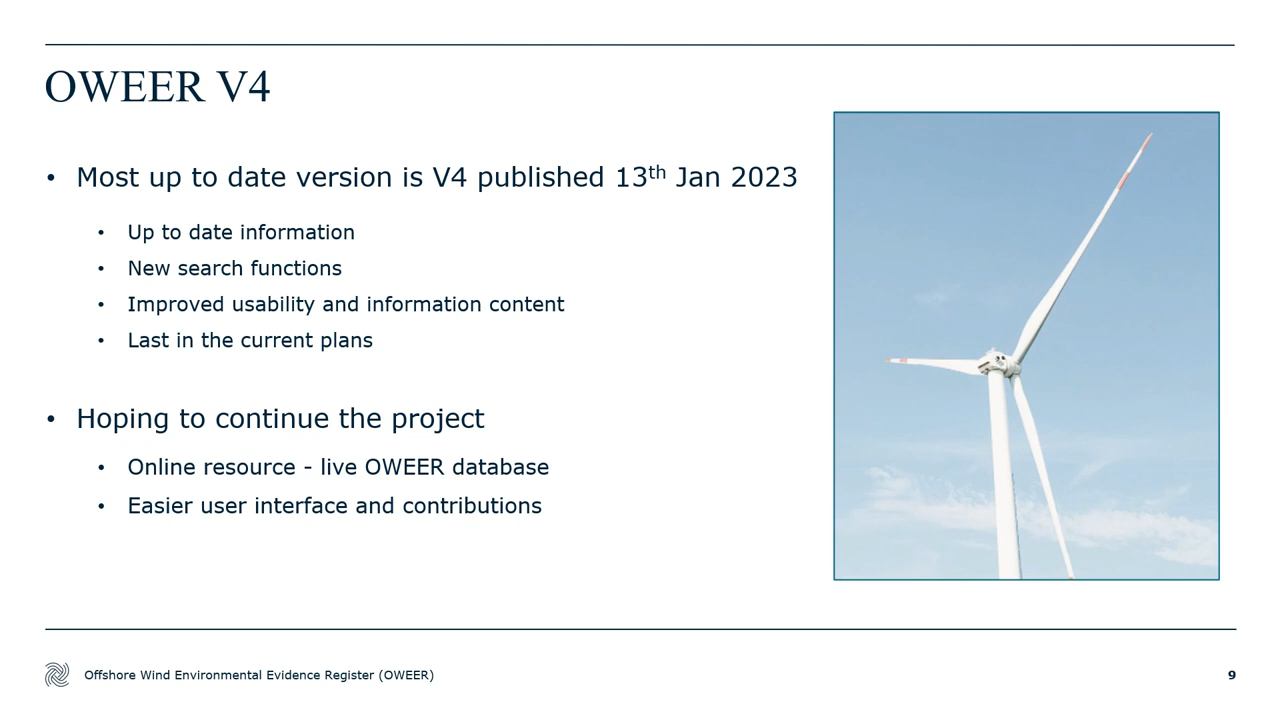 OWEER V4
• Most up to date version is V4 published 13th Jan 2023
• Up to date information
• New search functions
• Improved usability and information content
• Last in the current plans
• Hoping to continue the project
• Online resource - live OWEER database
• Easier user interface and contributions
Offshore Wind Environmental Evidence Register (OWEER)
9